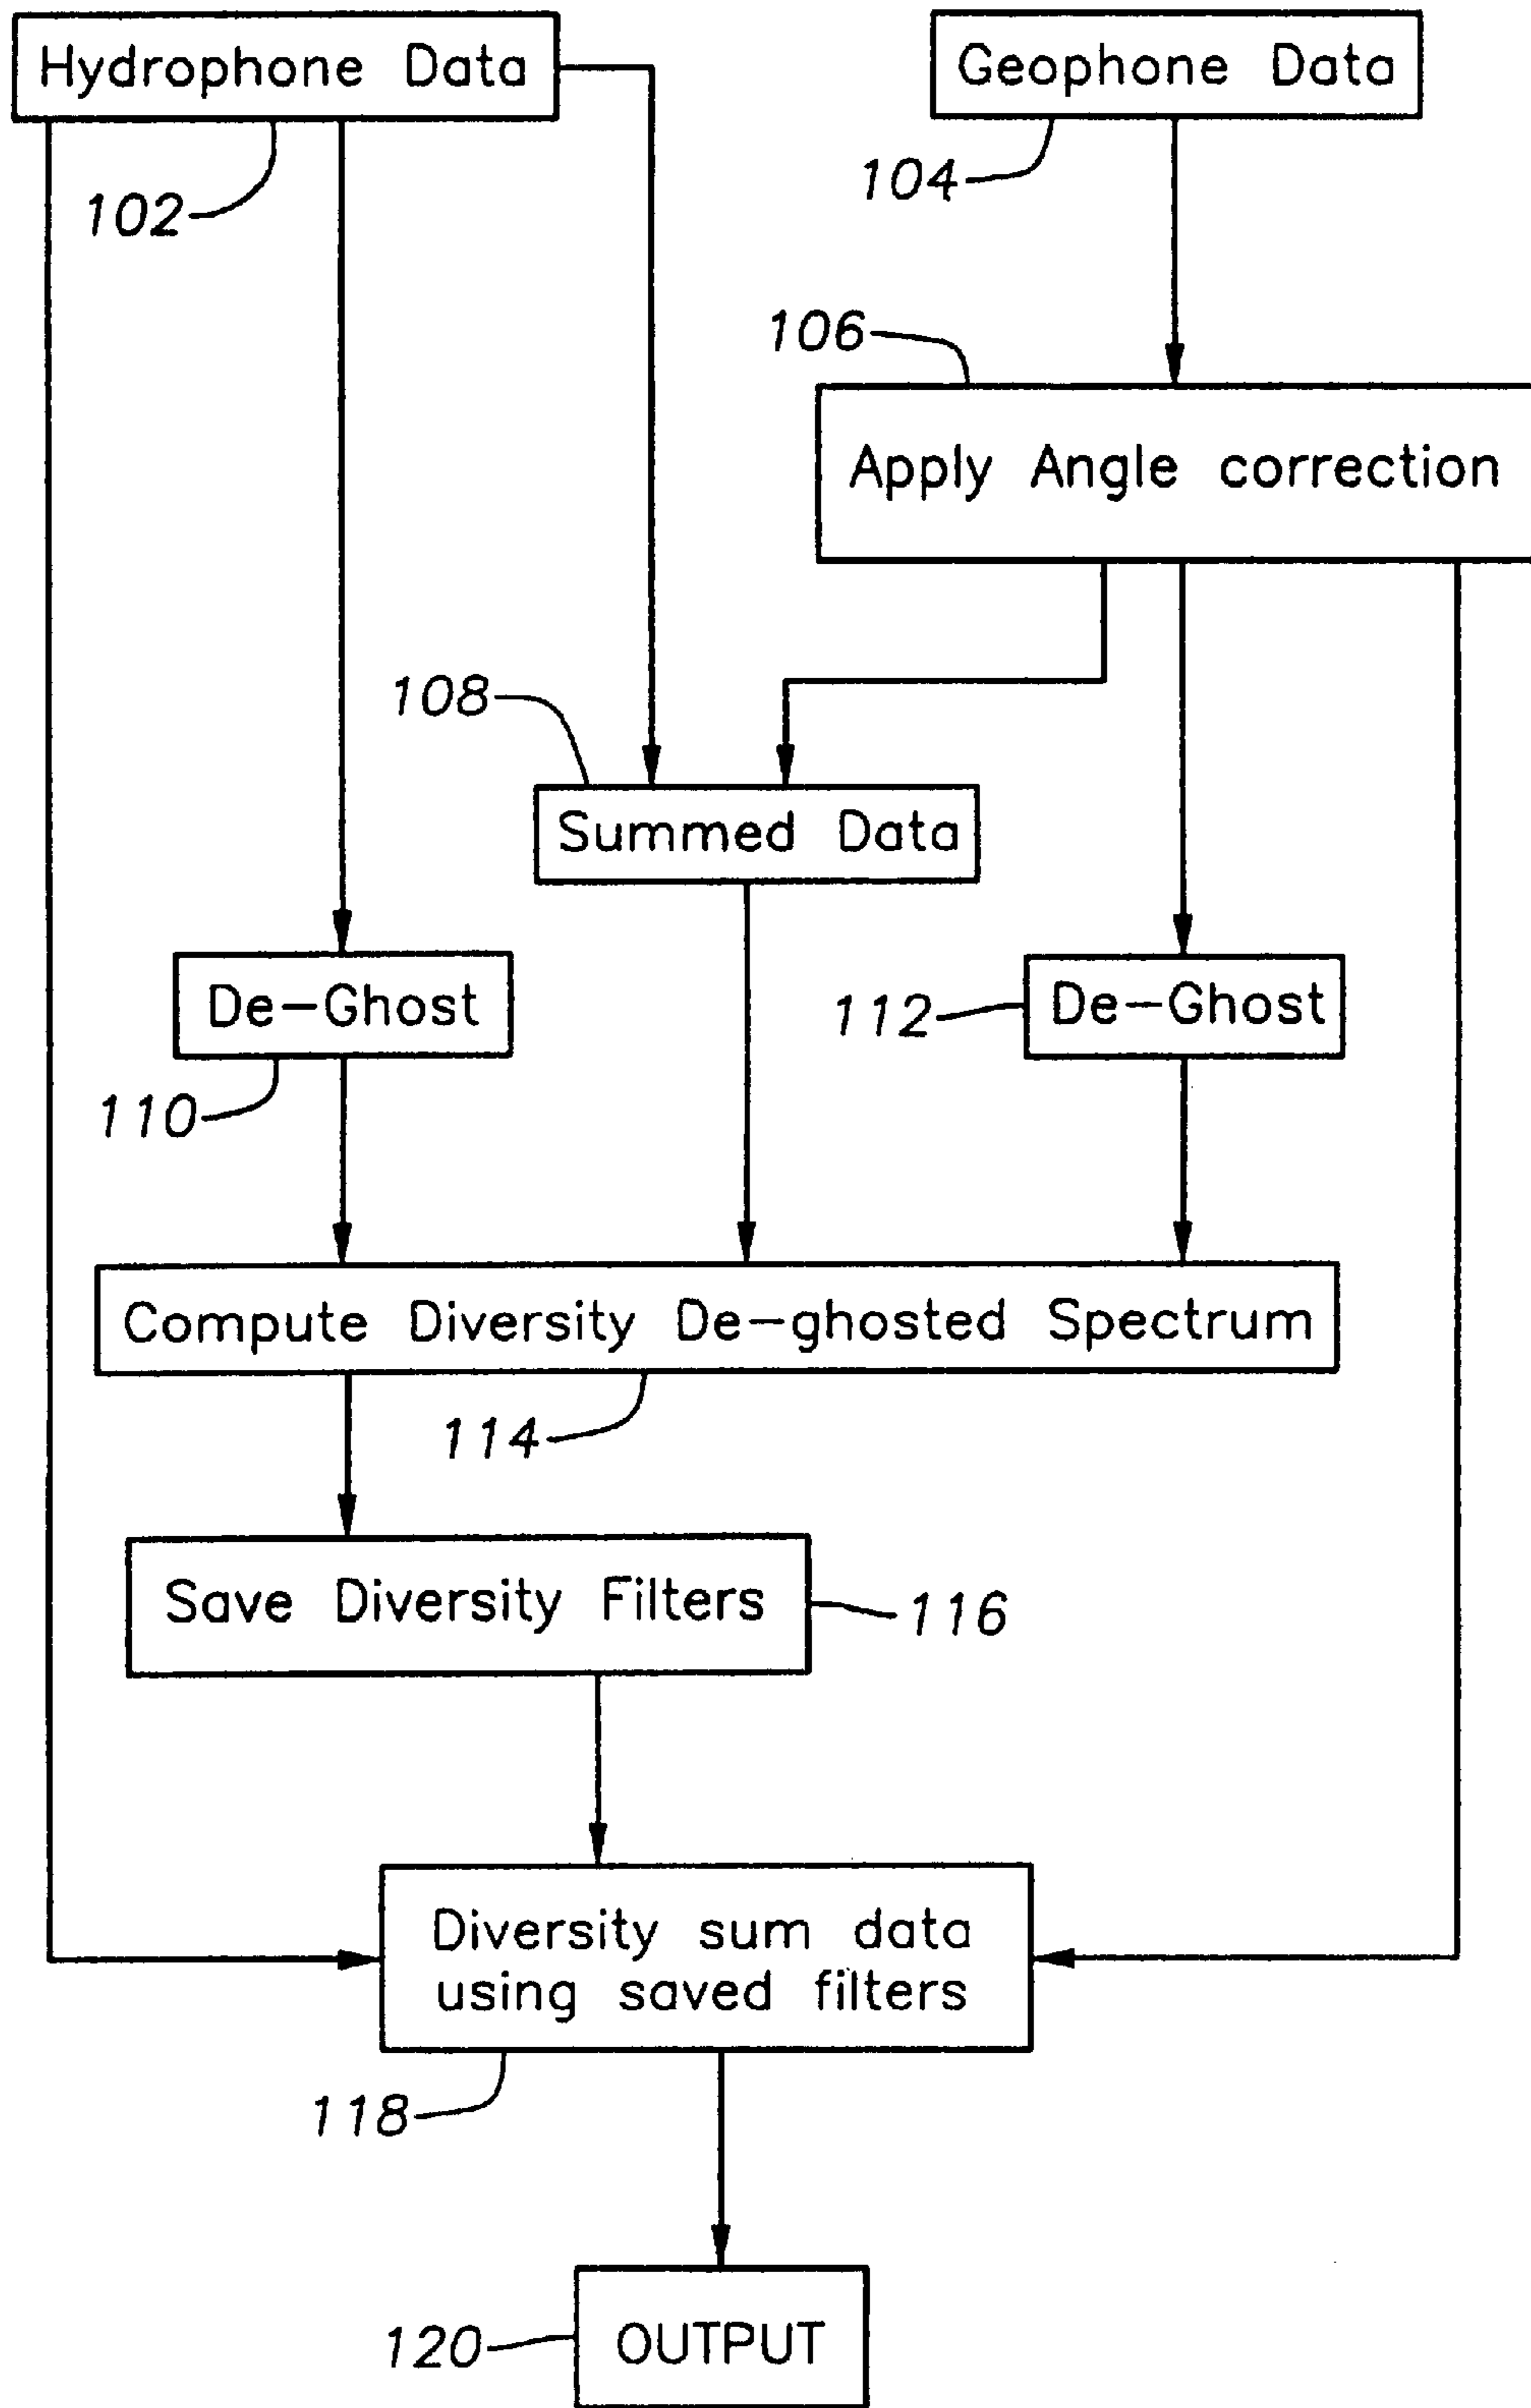 Hydrophone Data
Geophone Data
102
104
106
Apply Angle correction
108
Summed Data
De-Ghost
112
De-Ghost
110
Compute Diversity De-ghosted Spectrum
114
Save Diversity Filters
116
Diversity sum data
using saved filters
118
120
OUTPUT